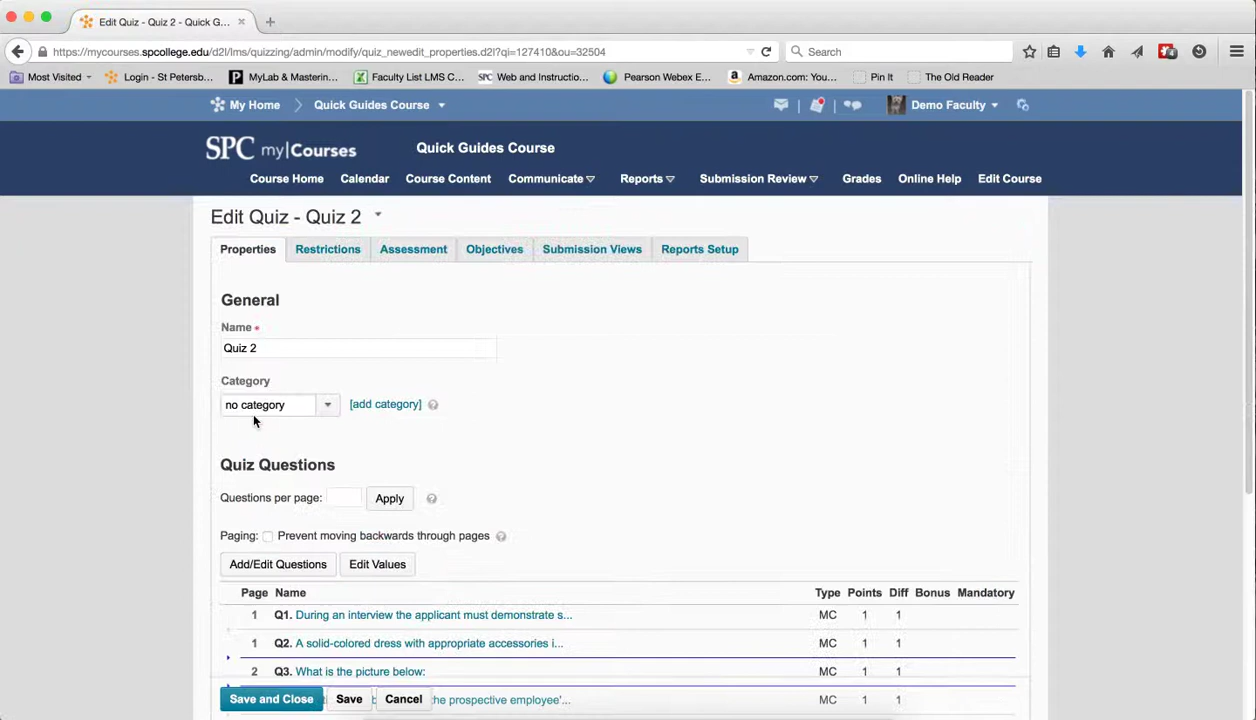 Edit Quiz - Quiz 2 - Quick G...
https://mycourses.spcollege.edu/d2l/lms/quizzing/admin/modify/quiz_newedit_properties.d2l?qi=127410&ou=32504
Search
Most Visited
Login - St Petersb...
MyLab & Masterin...
Faculty List LMS C...
SPC Web and Instructio...
Pearson Webex E...
Amazon.com: You...
Pin It
The Old Reader
My Home
Quick Guides Course
Demo Faculty
SPC my|Courses
Quick Guides Course
Course Home Calendar Course Content Communicate Reports Submission Review Grades Online Help Edit Course
Edit Quiz - Quiz 2
Properties Restrictions Assessment Objectives Submission Views Reports Setup
General
Name *
Quiz 2
Category
no category [add category] ?
Quiz Questions
Questions per page: Apply ?
Paging: Prevent moving backwards through pages ?
Add/Edit Questions Edit Values
Page Name Type Points Diff Bonus Mandatory
1 Q1. During an interview the applicant must demonstrate s... MC 1 1
1 Q2. A solid-colored dress with appropriate accessories i... MC 1 1
2 Q3. What is the picture below: MC 1 1
the prospective employee'... MC 1 1
Save and Close Save Cancel